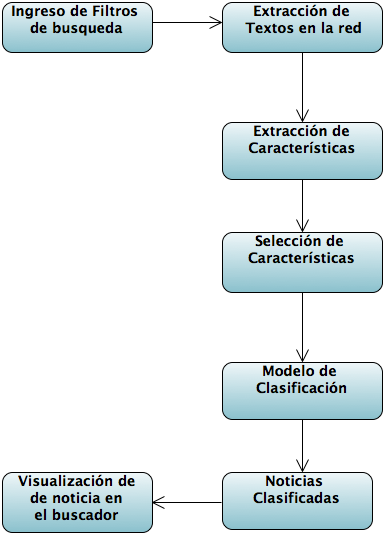 Ingreso de Filtros
de busqueda
Extracción de
Textos en la red
Extracción de
Características
Selección de
Características
Modelo de
Clasificación
Noticias
Clasificadas
Visualización de
de noticia en
el buscador